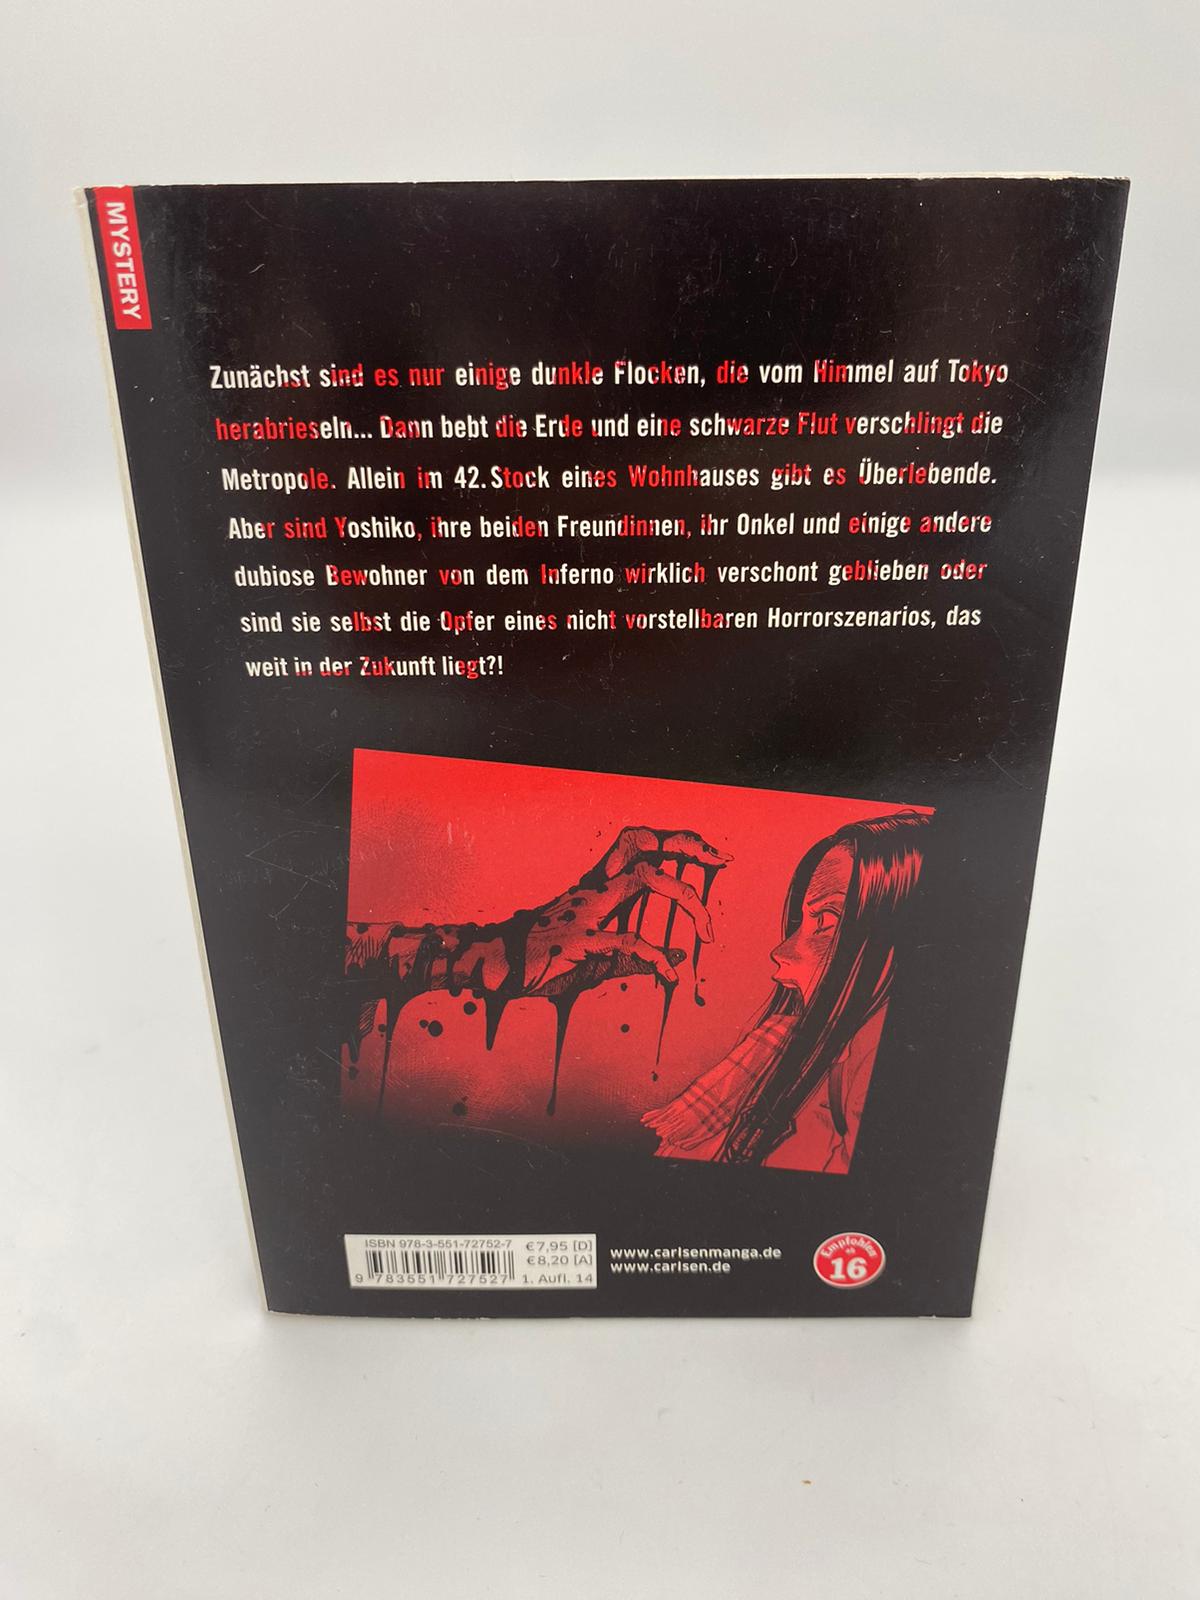 MYSTERY
Zunächst sind es nur einige dunkle Flocken, die vom Himmel auf Tokyo
herabrieseln... Dann bebt die Erde und eine schwarze Flut verschlingt die
Metropole. Allein im 42. Stock eines Wohnhauses gibt es Überlebende.
Aber sind Yoshiko, ihre beiden Freundinnen, ihr Onkel und einige andere
dubiose Bewohner von dem Inferno wirklich verschont geblieben oder
sind sie selbst die Opfer eines nicht vorstellbaren Horrorszenarios, das
weit in der Zukunft liegt?!
ISBN 978-3-551-72752-7
9 783551 727527
€ 7,95 [D]
€ 8,20 [A]
1. Aufl. 14
www.carlsenmanga.de
www.carlsen.de
Empfohlen
ab
16